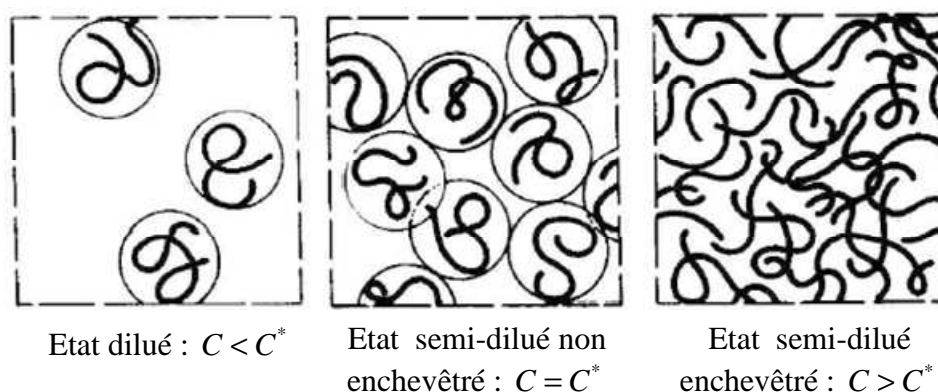 Etat dilué : C < C*
Etat semi-dilué non
enchevêtré : C = C*
Etat semi-dilué
enchevêtré : C > C*